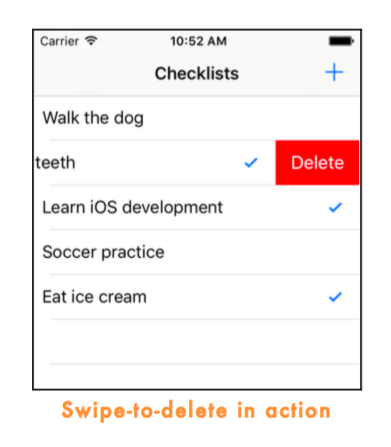 Carrier 10:52 AM
Checklists +
Walk the dog
teeth Delete
Learn iOS development
Soccer practice
Eat ice cream
Swipe-to-delete in action